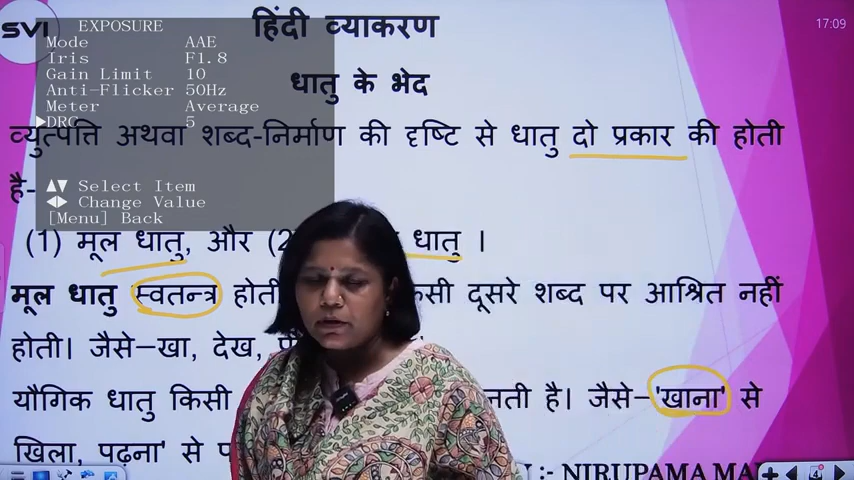 SVI
EXPOSURE
Mode AAE
Iris F1.8
Gain Limit 10
Anti-Flicker 50Hz
Meter Average
DRC 5
▲▼ Select Item
◀▶ Change Value
[Menu] Back
17:09
हिंदी व्याकरण
धातु के भेद
व्युत्पत्ति अथवा शब्द-निर्माण की दृष्टि से धातु दो प्रकार की होती
है-
(1) मूल धातु, और (2 धातु ।
मूल धातु स्वतन्त्र होती किसी दूसरे शब्द पर आश्रित नहीं
होती। जैसे-खा, देख,
यौगिक धातु किसी नती है। जैसे-'खाना' से
खिला, पढ़ना' से
:- NIRUPAMA MA